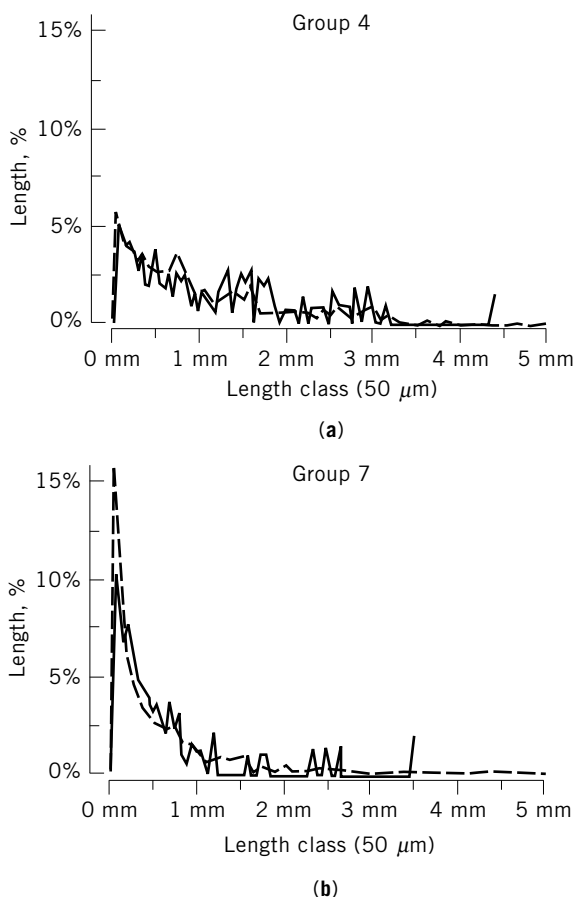 Group 4
15%
10%
5%
0%
Length, %
0 mm 1 mm 2 mm 3 mm 4 mm 5 mm
Length class (50 μm)
(a)
Group 7
15%
10%
5%
0%
Length, %
0 mm 1 mm 2 mm 3 mm 4 mm 5 mm
Length class (50 μm)
(b)